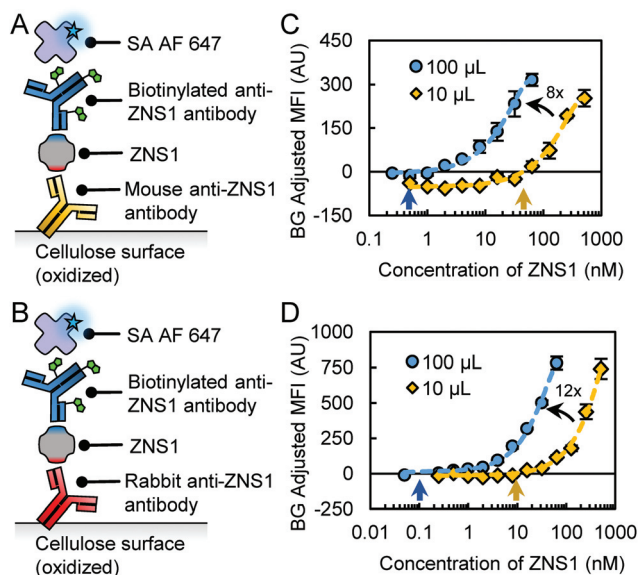 A
SA AF 647
Biotinylated anti-
ZNS1 antibody
ZNS1
Mouse anti-ZNS1
antibody
Cellulose surface
(oxidized)
B
SA AF 647
Biotinylated anti-
ZNS1 antibody
ZNS1
Rabbit anti-ZNS1
antibody
Cellulose surface
(oxidized)
C
BG Adjusted MFI (AU)
450
300
150
0
-150
100 µL
10 µL
8x
0.1 1 10 100 1000
Concentration of ZNS1 (nM)
D
BG Adjusted MFI (AU)
1000
750
500
250
0
-250
100 µL
10 µL
12x
0.01 0.1 1 10 100 1000
Concentration of ZNS1 (nM)